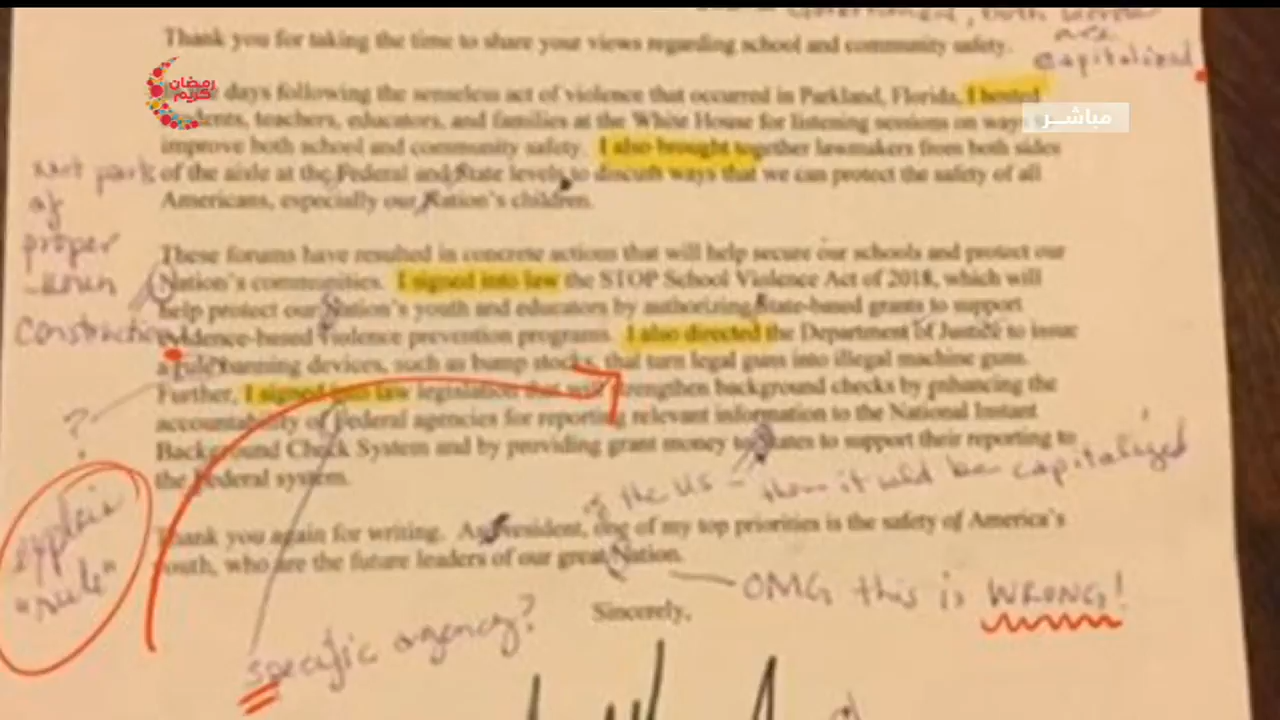 Government, both words
are
capitalized
Thank you for taking the time to share your views regarding school and community safety.
رمضان
كريم
days following the senseless act of violence that occurred in Parkland, Florida, I hosted
مباشر
students, teachers, educators, and families at the White House for listening sessions on ways
improve both school and community safety. I also brought together lawmakers from both sides
of the aisle at the Federal and State levels to discuss ways that we can protect the safety of all
Americans, especially our Nation's children.
not part
of
proper
noun
construction
These forums have resulted in concrete actions that will help secure our schools and protect our
Nation's communities. I signed into law the STOP School Violence Act of 2018, which will
help protect our Nation's youth and educators by authorizing State-based grants to support
evidence-based violence prevention programs. I also directed the Department of Justice to issue
a rule banning devices, such as bump stocks, that turn legal guns into illegal machine guns.
Further, I signed into law legislation that will strengthen background checks by enhancing the
accountability of Federal agencies for reporting relevant information to the National Instant
Background Check System and by providing grant money to States to support their reporting to
the Federal system.
?
explain
"rule"
of the US - then it wld be capitalized
Thank you again for writing. As President, one of my top priorities is the safety of America's
youth, who are the future leaders of our great Nation.
OMG this is WRONG!
Sincerely,
specific agency?